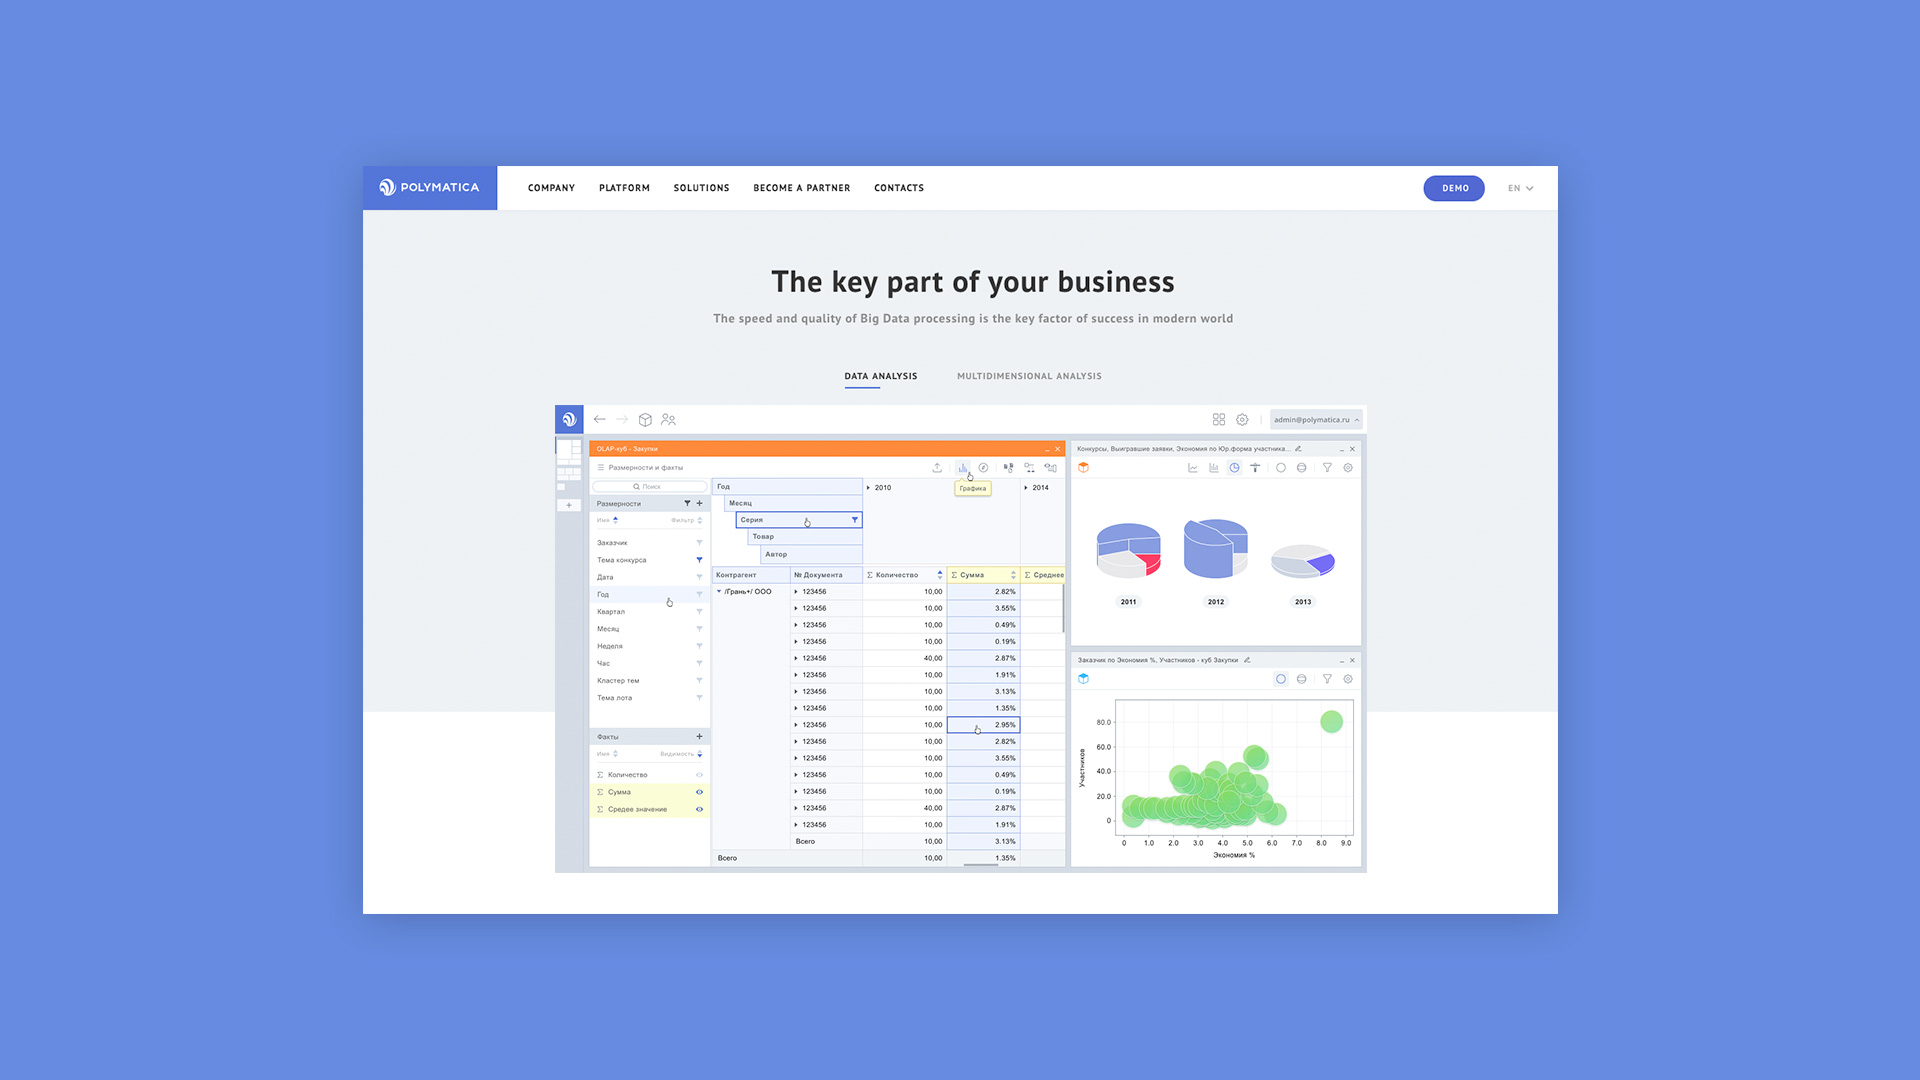 POLYMATICA
COMPANY PLATFORM SOLUTIONS BECOME A PARTNER CONTACTS
DEMO EN
The key part of your business
The speed and quality of Big Data processing is the key factor of success in modern world
DATA ANALYSIS MULTIDIMENSIONAL ANALYSIS
admin@polymatica.ru
OLAP-куб - Закупки
Размерности и факты
Графика
Поиск
Размерности
Имя Фильтр
Заказчик
Тема конкурса
Дата
Год
Квартал
Месяц
Неделя
Час
Кластер тем
Тема лота
Факты
Имя Видимость
Σ Количество
Σ Сумма
Σ Средее значение
Год 2010 2014
Месяц
Серия
Товар
Автор
Контрагент № Документа Σ Количество Σ Сумма Σ Среднее
/Грань+/ ООО 123456 10,00 2.82%
123456 10,00 3.55%
123456 10,00 0.49%
123456 10,00 0.19%
123456 40,00 2.87%
123456 10,00 1.91%
123456 10,00 3.13%
123456 10,00 1.35%
123456 10,00 2.95%
123456 10,00 2.82%
123456 10,00 3.55%
123456 10,00 0.49%
123456 10,00 0.19%
123456 40,00 2.87%
123456 10,00 1.91%
Всего 10,00 3.13%
Всего 10,00 1.35%
Конкурсы, Выигравшие заявки, Экономия по Юр.форма участника...
2011 2012 2013
Заказчик по Экономия %, Участников - куб Закупки
Участников
80.0
60.0
40.0
20.0
0
0 1.0 2.0 3.0 4.0 5.0 6.0 7.0 8.0 9.0
Экономия %